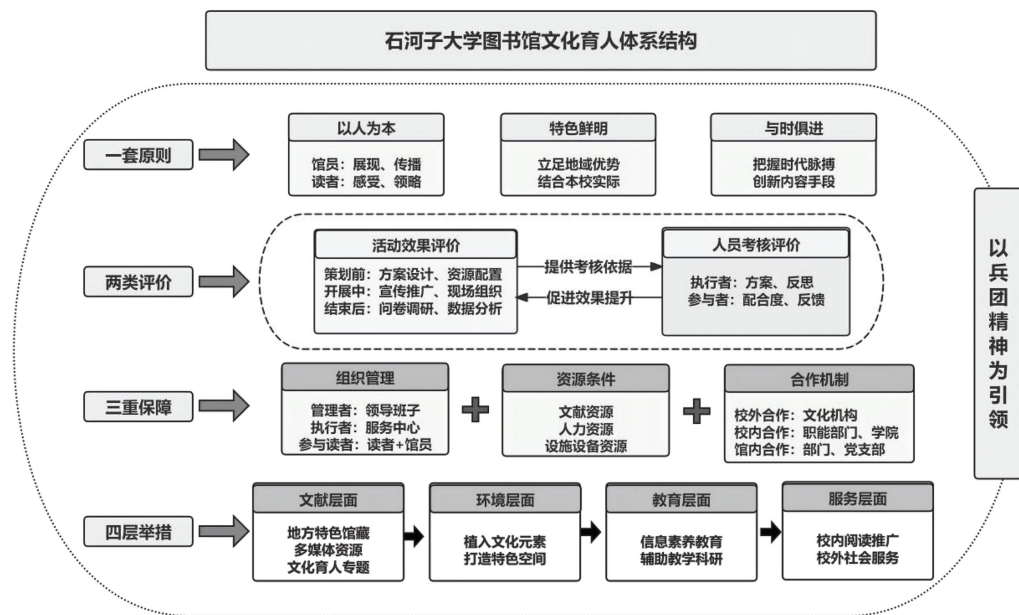 石河子大学图书馆文化育人体系结构
一套原则
以人为本
馆员：展现、传播
读者：感受、领略
特色鲜明
立足地域优势
结合本校实际
与时俱进
把握时代脉搏
创新内容手段
两类评价
活动效果评价
策划前：方案设计、资源配置
开展中：宣传推广、现场组织
结束后：问卷调研、数据分析
提供考核依据
促进效果提升
人员考核评价
执行者：方案、反思
参与者：配合度、反馈
三重保障
组织管理
管理者：领导班子
执行者：服务中心
参与读者：读者+馆员
资源条件
文献资源
人力资源
设施设备资源
合作机制
校外合作：文化机构
校内合作：职能部门、学院
馆内合作：部门、党支部
四层举措
文献层面
地方特色馆藏
多媒体资源
文化育人专题
环境层面
植入文化元素
打造特色空间
教育层面
信息素养教育
辅助教学科研
服务层面
校内阅读推广
校外社会服务
以兵团精神为引领